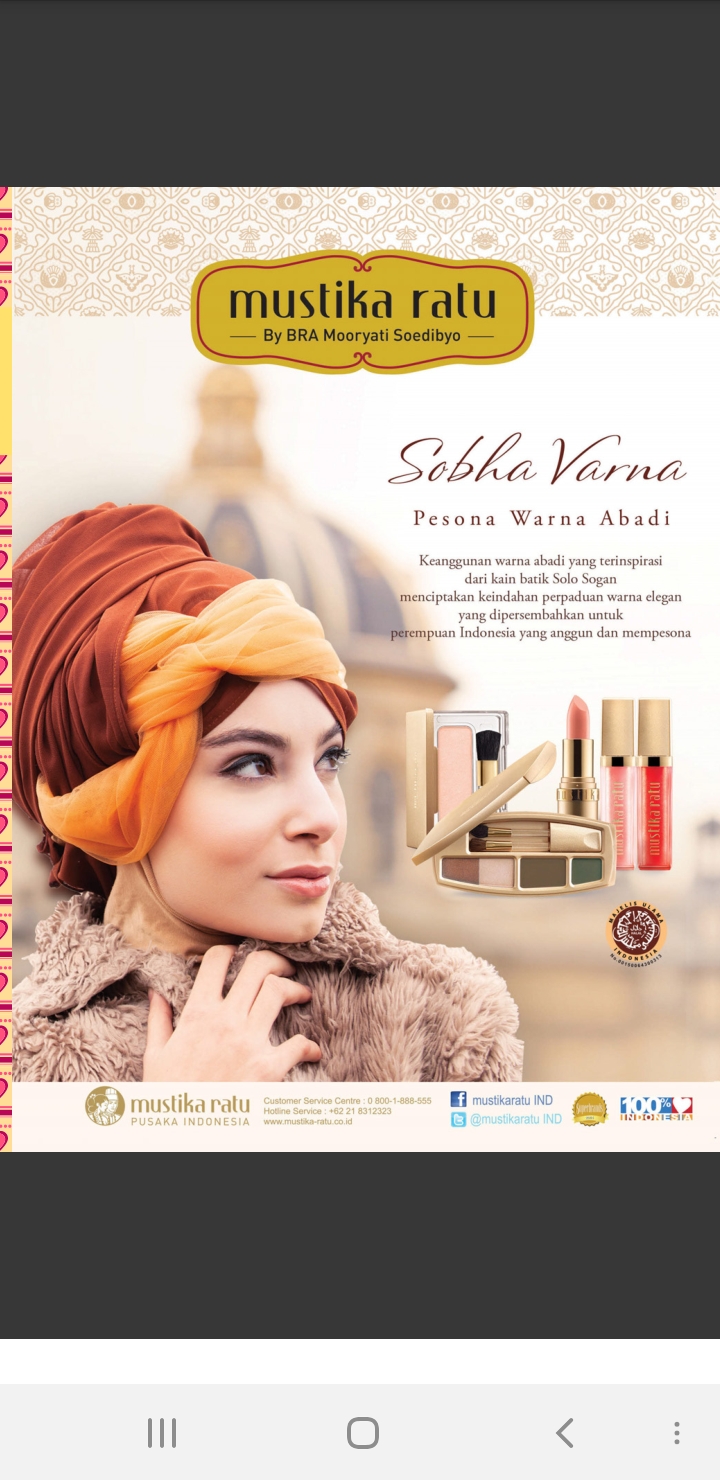 mustika ratu
By BRA Mooryati Soedibyo
Sobha Varna
Pesona Warna Abadi
Keanggunan warna abadi yang terinspirasi
dari kain batik Solo Sogan
menciptakan keindahan perpaduan warna elegan
yang dipersembahkan untuk
perempuan Indonesia yang anggun dan mempesona
mustika ratu
mustika ratu
MAJELIS ULAMA
INDONESIA
mustika ratu
PUSAKA INDONESIA
Customer Service Centre : 0 800-1-888-555
Hotline Service : +62 21 8312323
www.mustika-ratu.co.id
mustikaratu IND
@mustikaratu IND
Superbrands
100%
INDONESIA